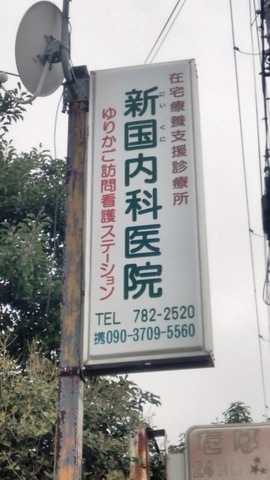 在宅療養支援診療所
新国内科医院
にいくに
ゆりかご訪問看護ステーション
TEL 782-2520
携090-3709-5560
たば